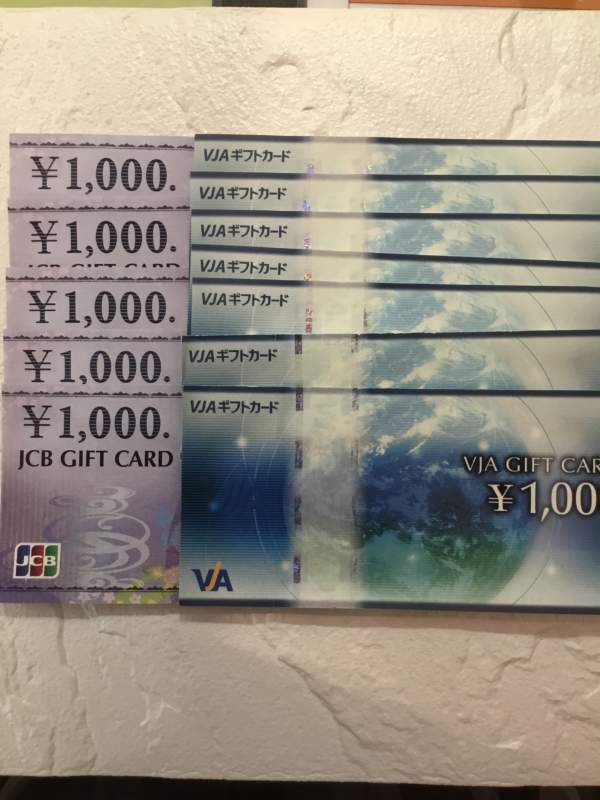 ¥1,000.
¥1,000.
¥1,000.
¥1,000.
¥1,000.
JCB GIFT CARD
JCB
VJAギフトカード
VJAギフトカード
VJAギフトカード
VJAギフトカード
VJAギフトカード
VJAギフトカード
VJAギフトカード
VJA GIFT CAR
¥1,00
VJA